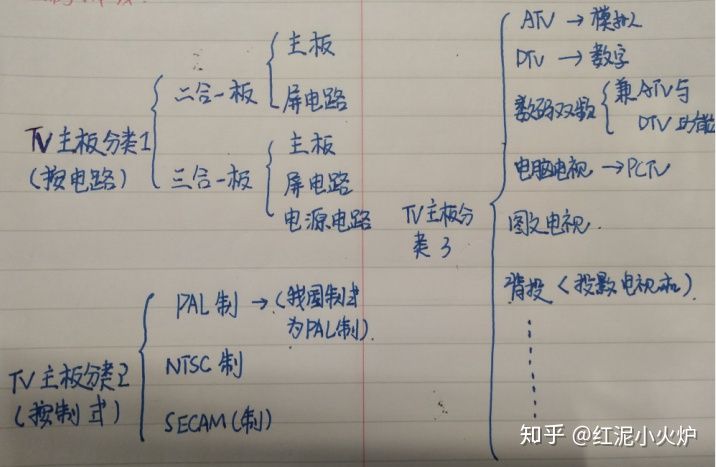 TV主板分类1
(按电路)
二合一板
主板
屏电路
三合一板
主板
屏电路
电源电路
TV主板分类2
(按制式)
PAL制 → (我国制式
为PAL制)
NTSC制
SECAM(制)
TV主板分
类3
ATV → 模拟
DTV → 数字
数码双数
兼ATV与
DTV功能
电脑电视 → PCTV
图文电视
背投(投影电视机)
知乎 @红泥小火炉